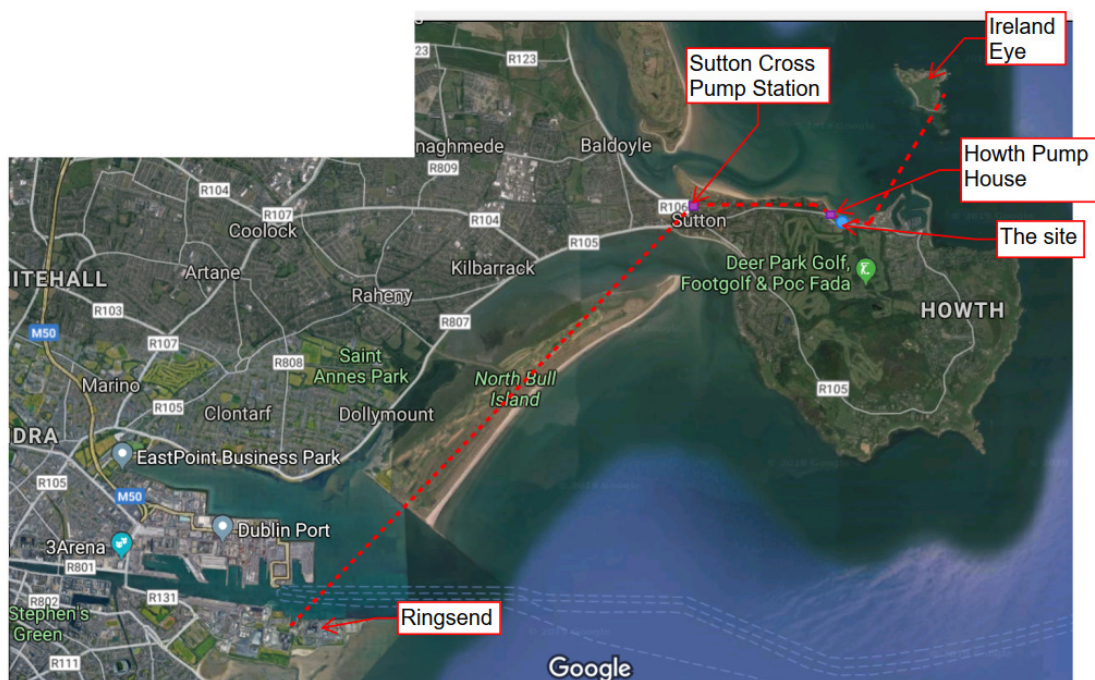 Ireland
Eye
Sutton Cross
Pump Station
R123
Baldoyle
naghmede
R809
Howth Pump
House
R104
R107
R104
R106
Sutton
The site
Coolock
R105
Kilbarrack
Deer Park Golf,
Footgolf & Poc Fada
Artane
Raheny
HOWTH
R103
R807
M50
R107
R808
Saint
Annes Park
North Bull
Island
Marino
R105
Clontarf
Dollymount
R105
EastPoint Business Park
R105
M50
Dublin Port
3Arena
R801
R802
R131
Stephen's
Green
Ringsend
R111
Google